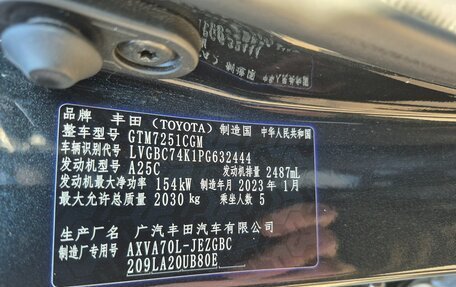 品牌 丰田（TOYOTA）制造国 中华人民共和国
整车型号 GTM7251CGM
车辆识别代号 LVGBC74K1PG632444
发动机型号 A25C 发动机排量 2487mL
发动机最大净功率 154kW 制造年月 2023年1月
最大允许总质量 2030kg 乘坐人数 5
生产厂名 广汽丰田汽车有限公司
制造厂专用号 AXVA70L-JEZGBC
209LA20UB80E